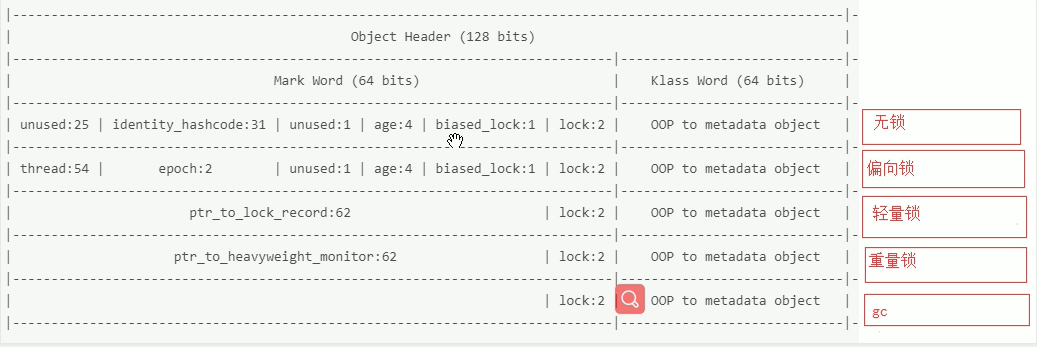 Object Header (128 bits)
Mark Word (64 bits) | Klass Word (64 bits)
unused:25 | identity_hashcode:31 | unused:1 | age:4 | biased_lock:1 | lock:2 | OOP to metadata object | 无锁
thread:54 | epoch:2 | unused:1 | age:4 | biased_lock:1 | lock:2 | OOP to metadata object | 偏向锁
ptr_to_lock_record:62 | lock:2 | OOP to metadata object | 轻量锁
ptr_to_heavyweight_monitor:62 | lock:2 | OOP to metadata object | 重量锁
| lock:2 | OOP to metadata object | gc